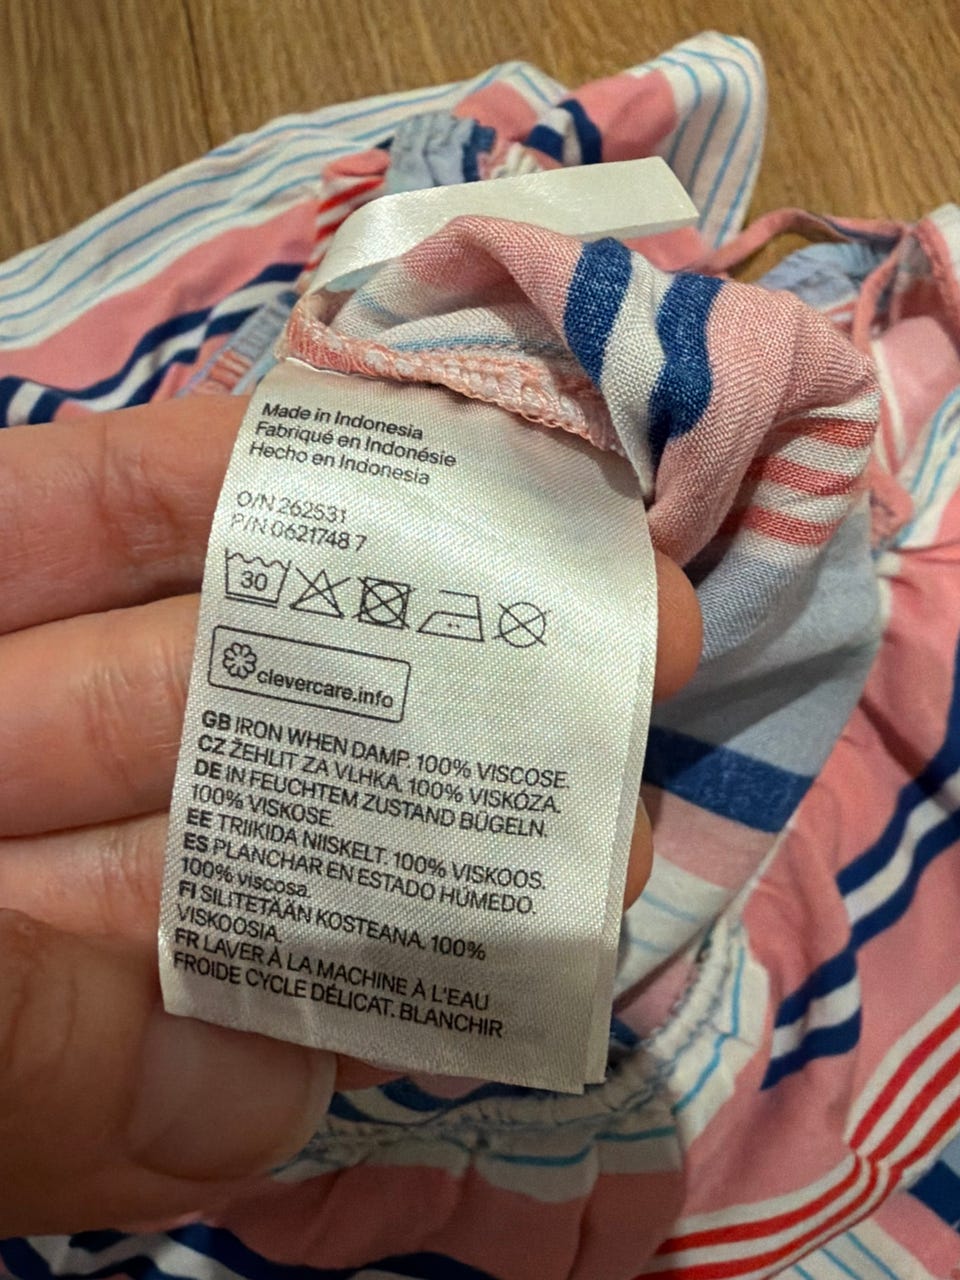 Made in Indonesia
Fabriqué en Indonésie
Hecho en Indonesia
O/N 262531
P/N 0621748 7
30
clevercare.info
GB IRON WHEN DAMP. 100% VISCOSE.
CZ ŽEHLIT ZA VLHKA. 100% VISKÓZA.
DE IN FEUCHTEM ZUSTAND BÜGELN.
100% VISKOSE.
EE TRIIKIDA NIISKELT. 100% VISKOOS.
ES PLANCHAR EN ESTADO HÚMEDO.
100% viscosa.
FI SILITETÄÄN KOSTEANA. 100%
VISKOOSIA.
FR LAVER À LA MACHINE À L'EAU
FROIDE CYCLE DÉLICAT. BLANCHIR